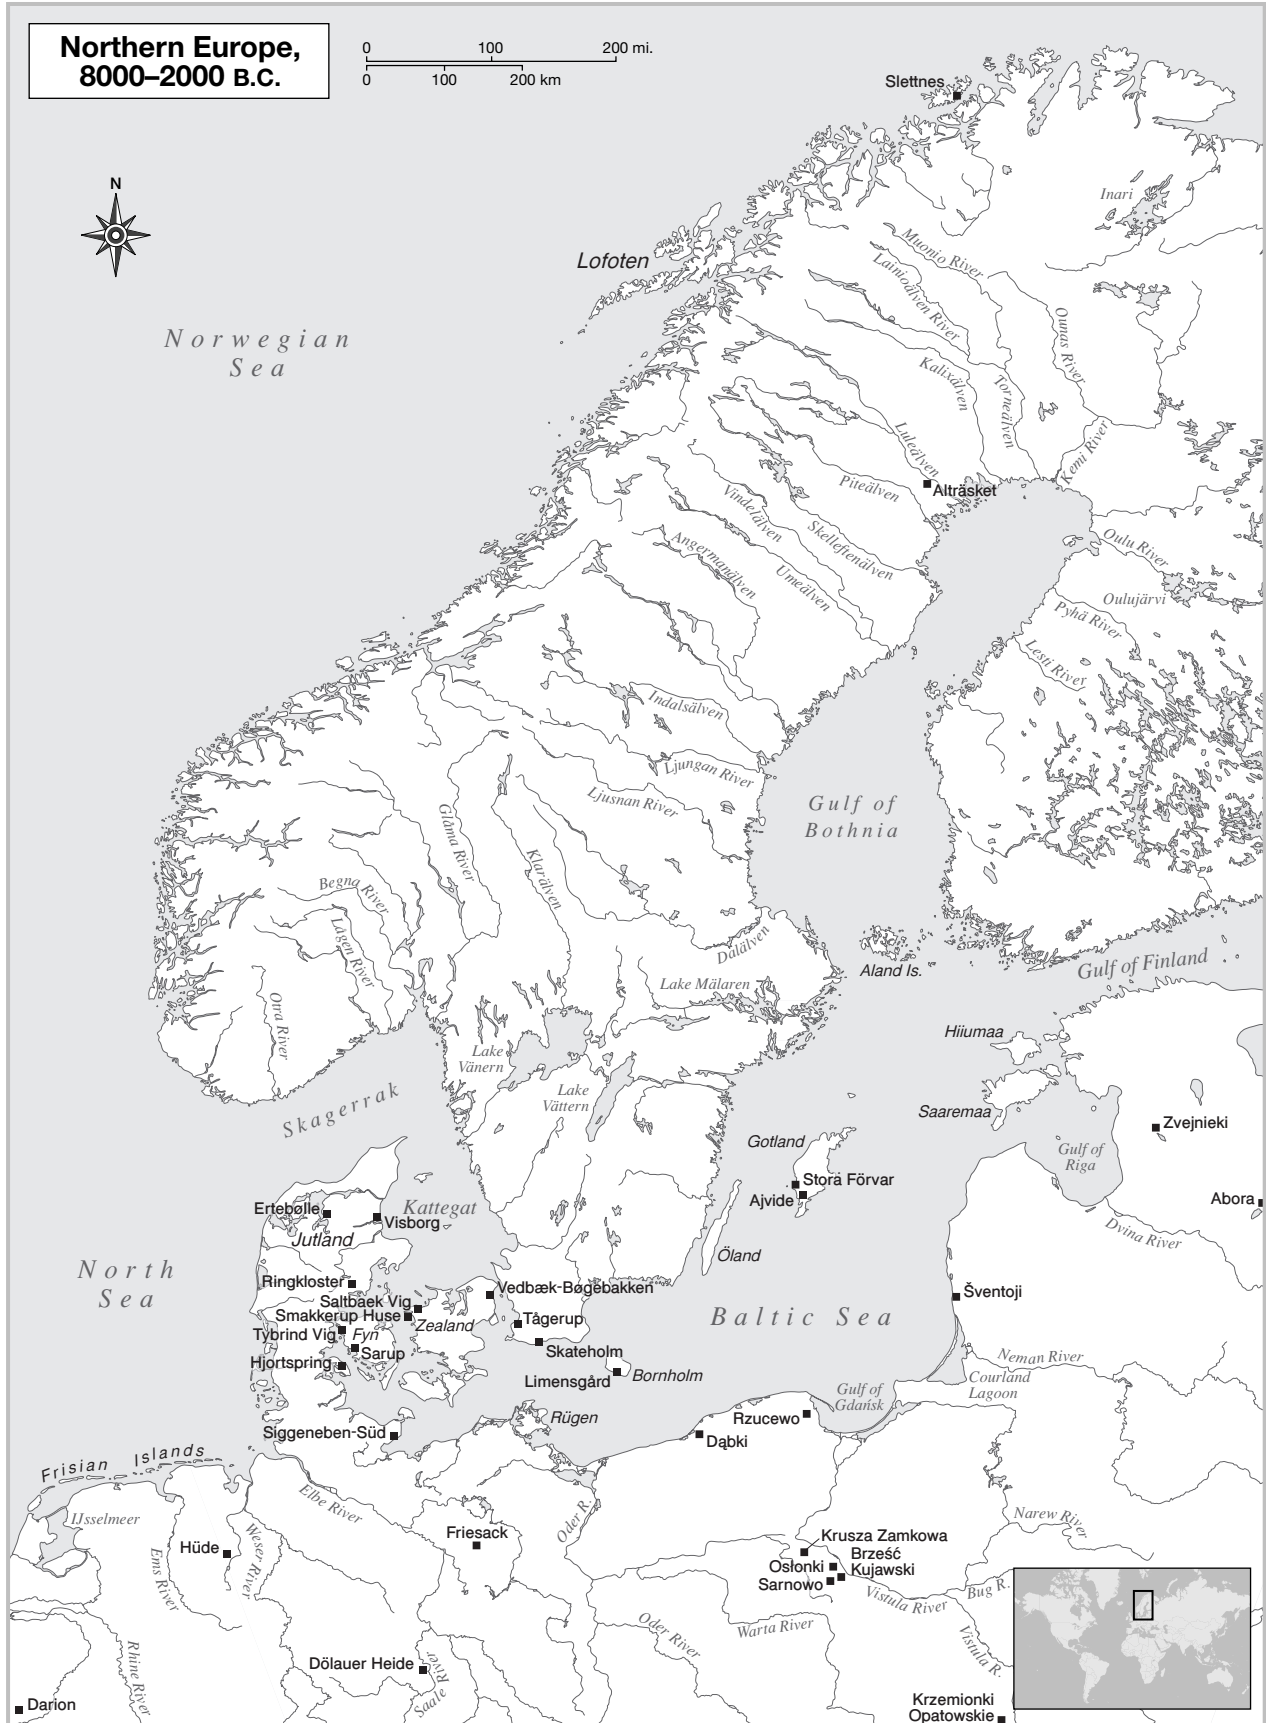 Northern Europe,
8000–2000 B.C.
0 100 200 mi.
0 100 200 km
N
Slettnes
Inari
Lofoten
Muonio River
Lainioälven River
Ounas River
Norwegian
Sea
Kalixälven
Torneälven
Luleälven
Kemi River
Piteälven
Alträsket
Vindelälven
Skelleftenälven
Oulu River
Angermanälven
Umeälven
Oulujärvi
Pyhä River
Lesti River
Indalsälven
Ljungan River
Ljusnan River
Gulf of
Bothnia
Glåma River
Klarälven
Begna River
Lågen River
Dalälven
Aland Is.
Gulf of Finland
Lake Mälaren
Otra River
Hiiumaa
Lake
Vänern
Lake
Vättern
Skagerrak
Saaremaa
Zvejnieki
Gotland
Gulf of
Riga
Stora Förvar
Ajvide
Abora
Ertebølle
Visborg
Kattegat
Jutland
Dvina River
Öland
North
Sea
Ringkloster
Vedbæk-Bøgebakken
Šventoji
Saltbaek Vig
Smakkerup Huse
Zealand
Tågerup
Baltic Sea
Tybrind Vig
Fyn
Sarup
Skateholm
Hjortspring
Neman River
Limensgård
Bornholm
Courland
Lagoon
Gulf of
Gdańsk
Rügen
Rzucewo
Siggeneben-Süd
Dąbki
Frisian Islands
IJsselmeer
Elbe River
Oder R.
Narew River
Hüde
Weser River
Ems River
Friesack
Krusza Zamkowa
Osłonki
Brześć
Kujawski
Sarnowo
Vistula River
Bug R.
Oder River
Warta River
Vistula R.
Rhine River
Dölauer Heide
Saale River
Darion
Krzemionki
Opatowskie